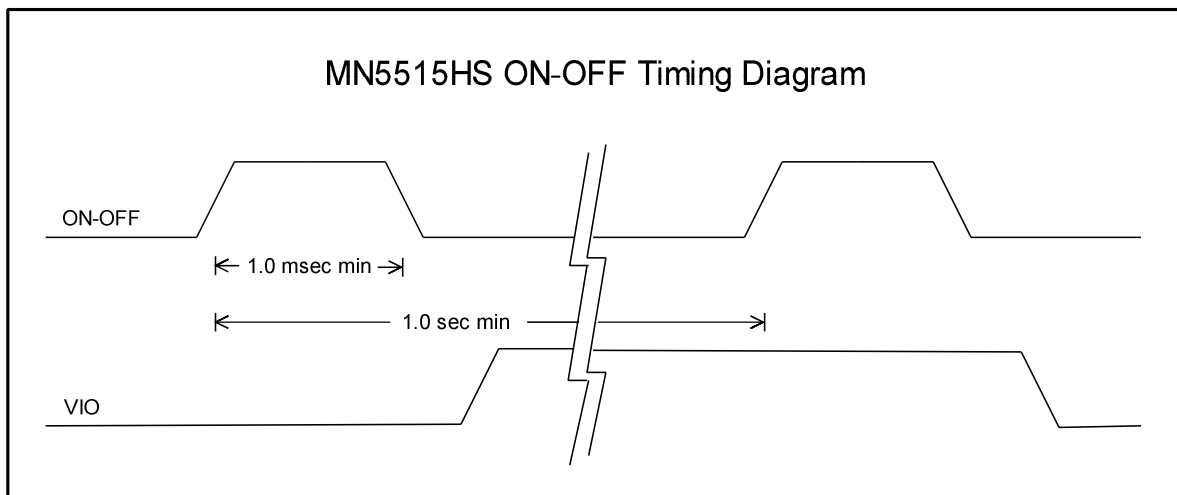 MN5515HS ON-OFF Timing Diagram
ON-OFF
1.0 msec min
1.0 sec min
VIO